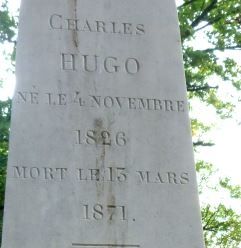 CHARLES
HUGO
NÉ LE 4 NOVEMBRE
1826
MORT LE 13 MARS
1871.